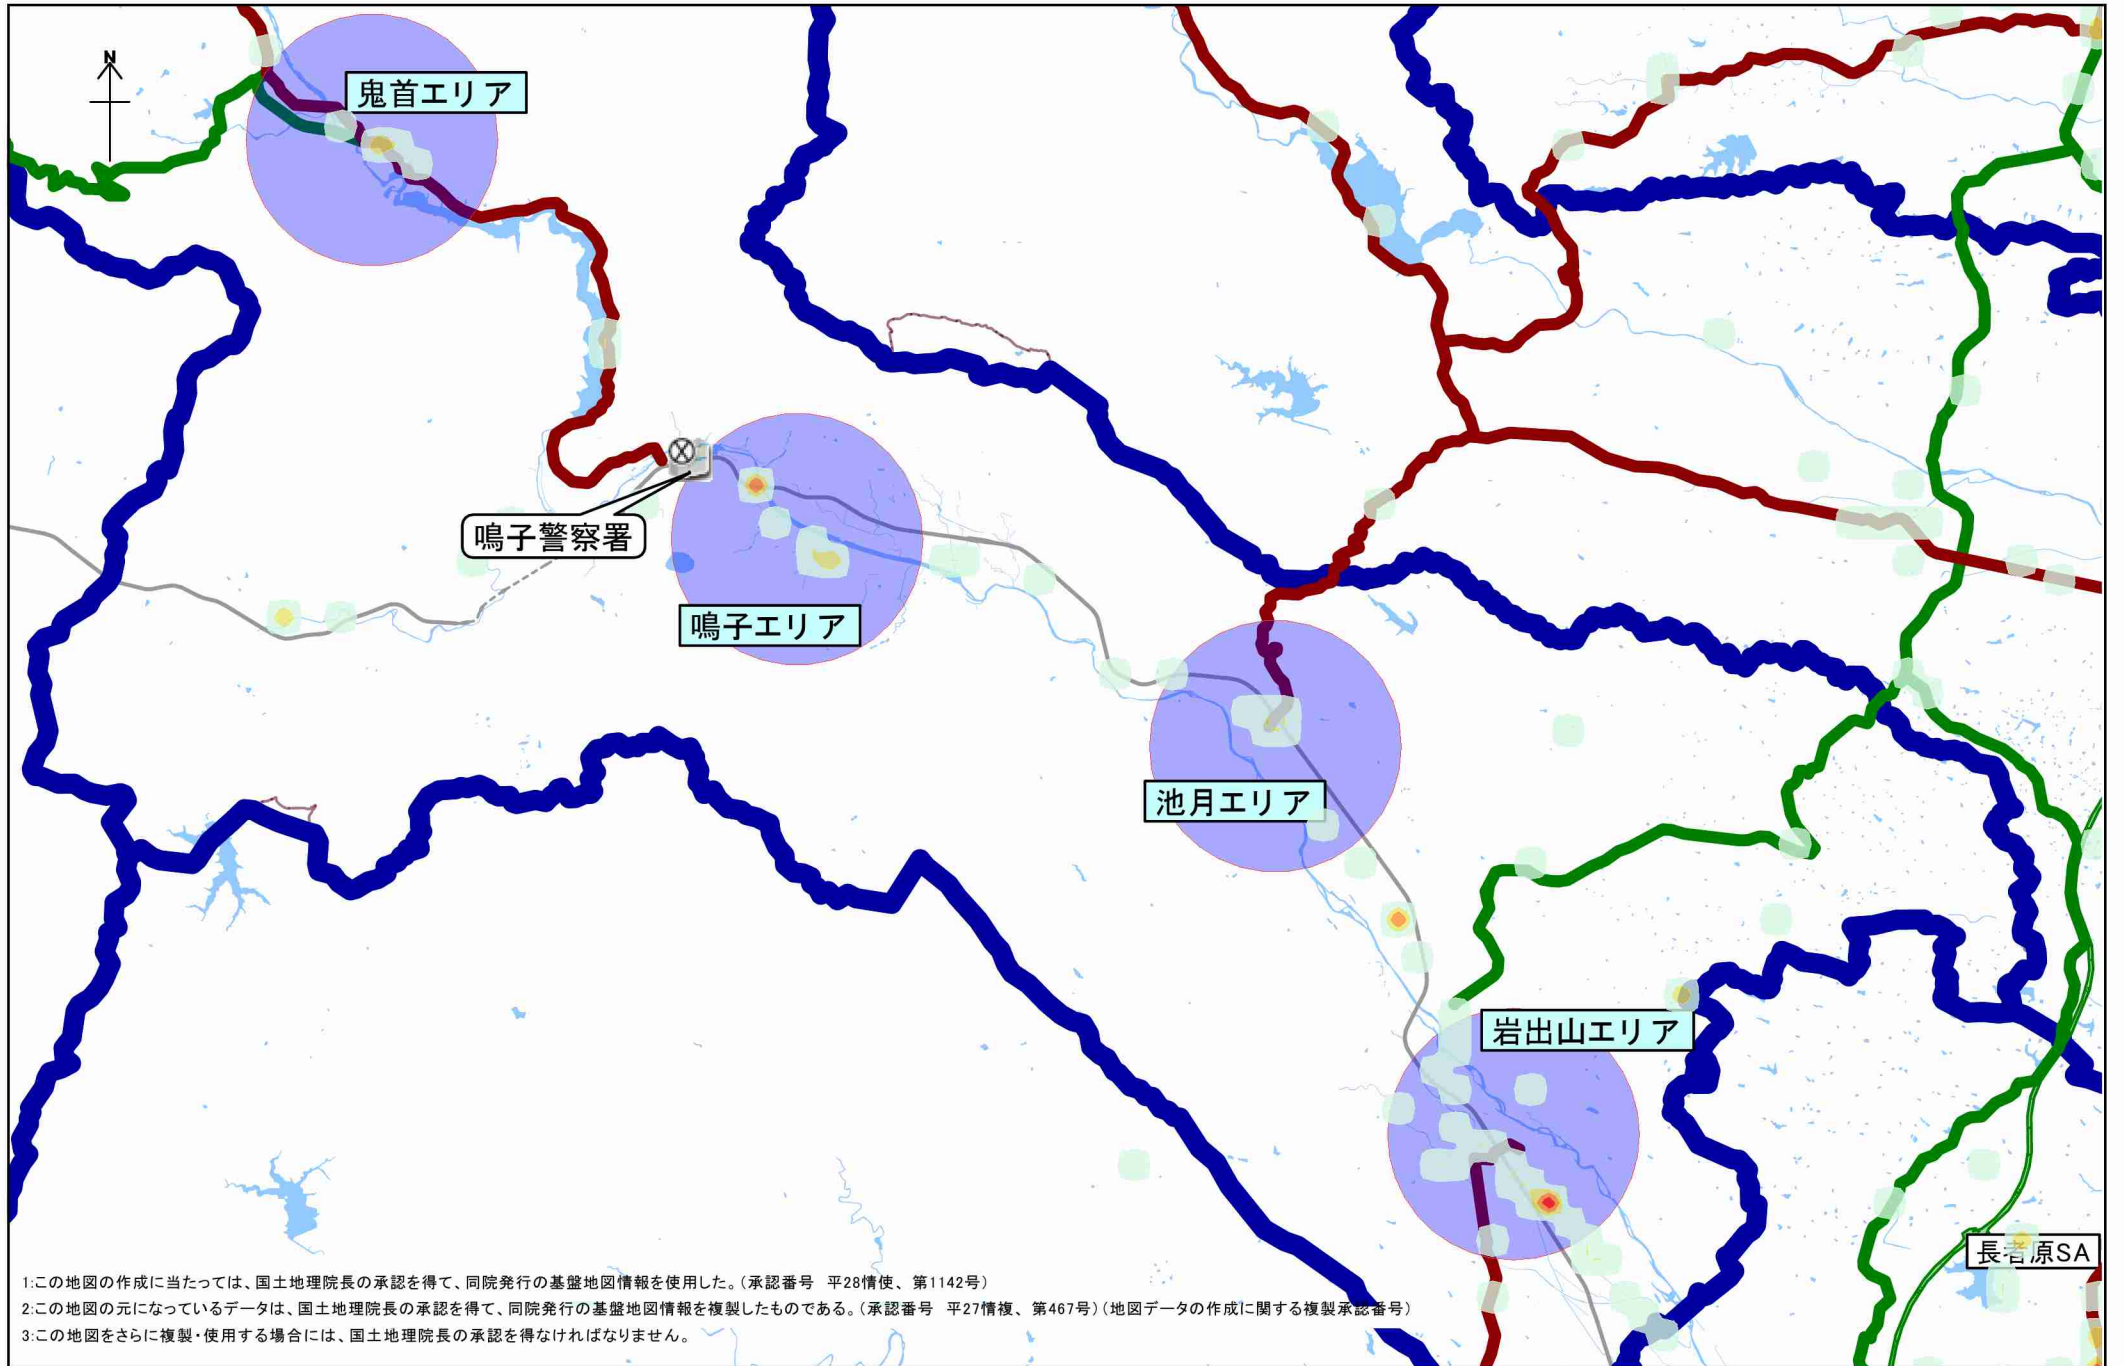 N
鬼首エリア
鳴子警察署
鳴子エリア
池月エリア
岩出山エリア
長者原SA
1:この地図の作成に当たっては、国土地理院長の承認を得て、同院発行の基盤地図情報を使用した。(承認番号 平28情使、第1142号)
2:この地図の元になっているデータは、国土地理院長の承認を得て、同院発行の基盤地図情報を複製したものである。(承認番号 平27情複、第467号)(地図データの作成に関する複製承認番号)
3:この地図をさらに複製・使用する場合には、国土地理院長の承認を得なければなりません。